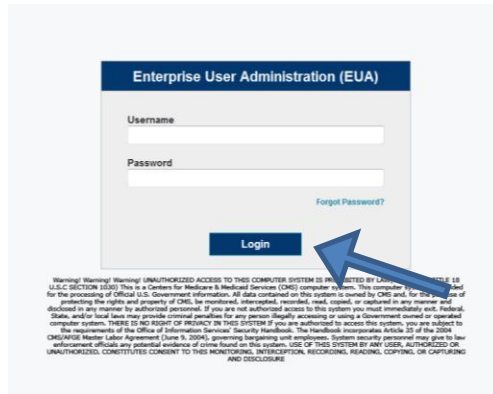 Enterprise User Administration (EUA)
Username
Password
Forgot Password?
Login
Warning! Warning! Warning! UNAUTHORIZED ACCESS TO THIS COMPUTER SYSTEM IS PROHIBITED BY LAW TITLE 18
U.S.C SECTION 1030) This is a Centers for Medicare & Medicaid Services (CMS) computer system. This computer
for the processing of Official U.S. Government information. All data contained on this system is owned by CMS and, for the purpose of
protecting the rights and property of CMS, be monitored, intercepted, recorded, read, copied, or captured in any manner and
disclosed in any manner by authorized personnel. If you are not authorized access to this system you must immediately exit. Federal,
State, and/or local laws may provide criminal penalties for any person illegally accessing or using a Government owned or operated
computer system. THERE IS NO RIGHT OF PRIVACY IN THIS SYSTEM If you are authorized to access this system, you are subject to
the requirements of the Office of Information Services' Security Handbook. The Handbook incorporates Article 35 of the 2004
CMS/AFGE Master Labor Agreement (June 9, 2004), governing bargaining unit employees. System security personnel may give to law
enforcement officials any potential evidence of crime found on this system. USE OF THIS SYSTEM BY ANY USER, AUTHORIZED OR
UNAUTHORIZED, CONSTITUTES CONSENT TO THIS MONITORING, INTERCEPTION, RECORDING, READING, COPYING, OR CAPTURING
AND DISCLOSURE